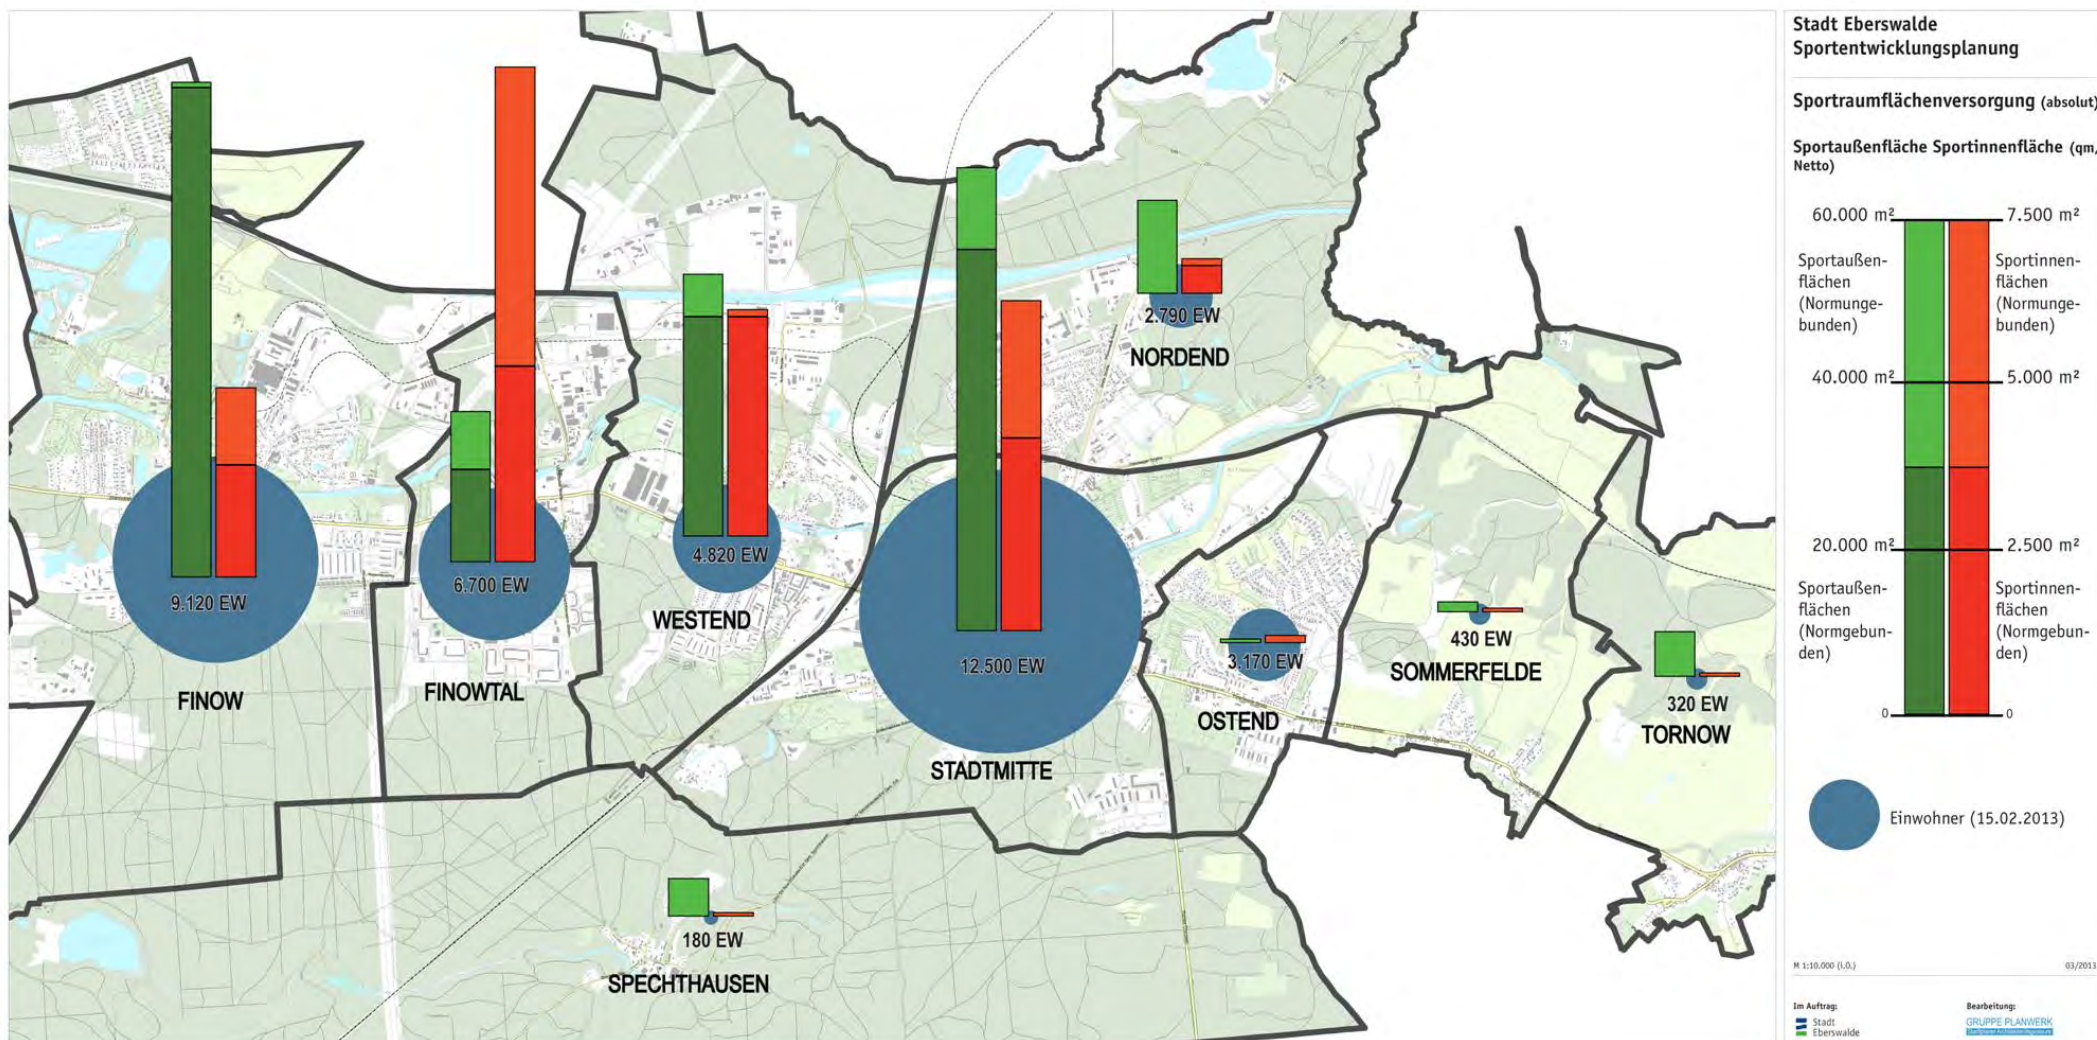 9.120 EW
FINOW
6.700 EW
FINOWTAL
4.820 EW
WESTEND
12.500 EW
STADTMITTE
2.790 EW
NORDEND
3.170 EW
OSTEND
430 EW
SOMMERFELDE
320 EW
TORNOW
180 EW
SPECHTHAUSEN
Stadt Eberswalde
Sportentwicklungsplanung
Sportraumflächenversorgung (absolut)
Sportaußenfläche Sportinnenfläche (qm,
Netto)
60.000 m²
7.500 m²
Sportaußen-
flächen
(Normunge-
bunden)
Sportinnen-
flächen
(Normunge-
bunden)
40.000 m²
5.000 m²
20.000 m²
2.500 m²
Sportaußen-
flächen
(Normgebun-
den)
Sportinnen-
flächen
(Normgebun-
den)
0
0
Einwohner (15.02.2013)
M 1:10.000 (i.O.)
03/2013
Im Auftrag:
Stadt
Eberswalde
Bearbeitung:
GRUPPE PLANWERK